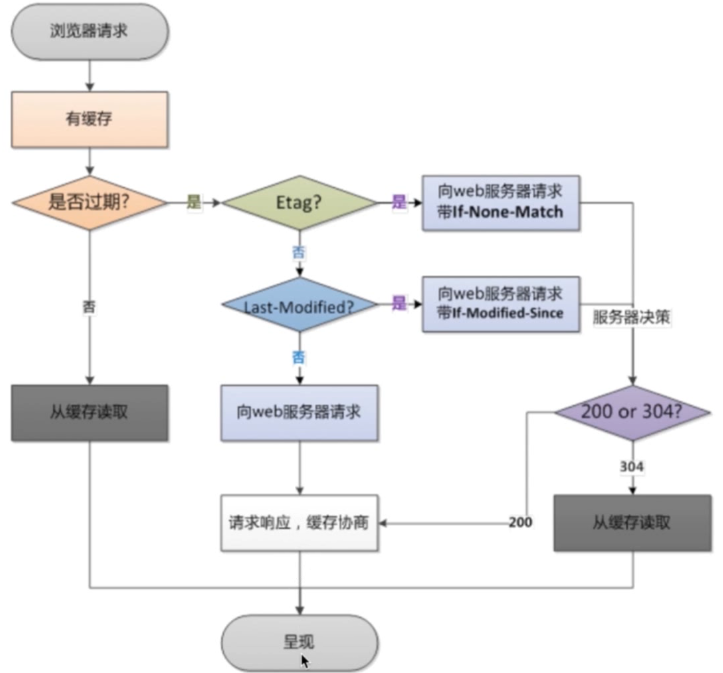 浏览器请求
有缓存
是否过期?
是
Etag?
是
向web服务器请求
带If-None-Match
否
否
Last-Modified?
是
向web服务器请求
带If-Modified-Since
服务器决策
否
从缓存读取
向web服务器请求
200 or 304?
304
请求响应，缓存协商
200
从缓存读取
呈现